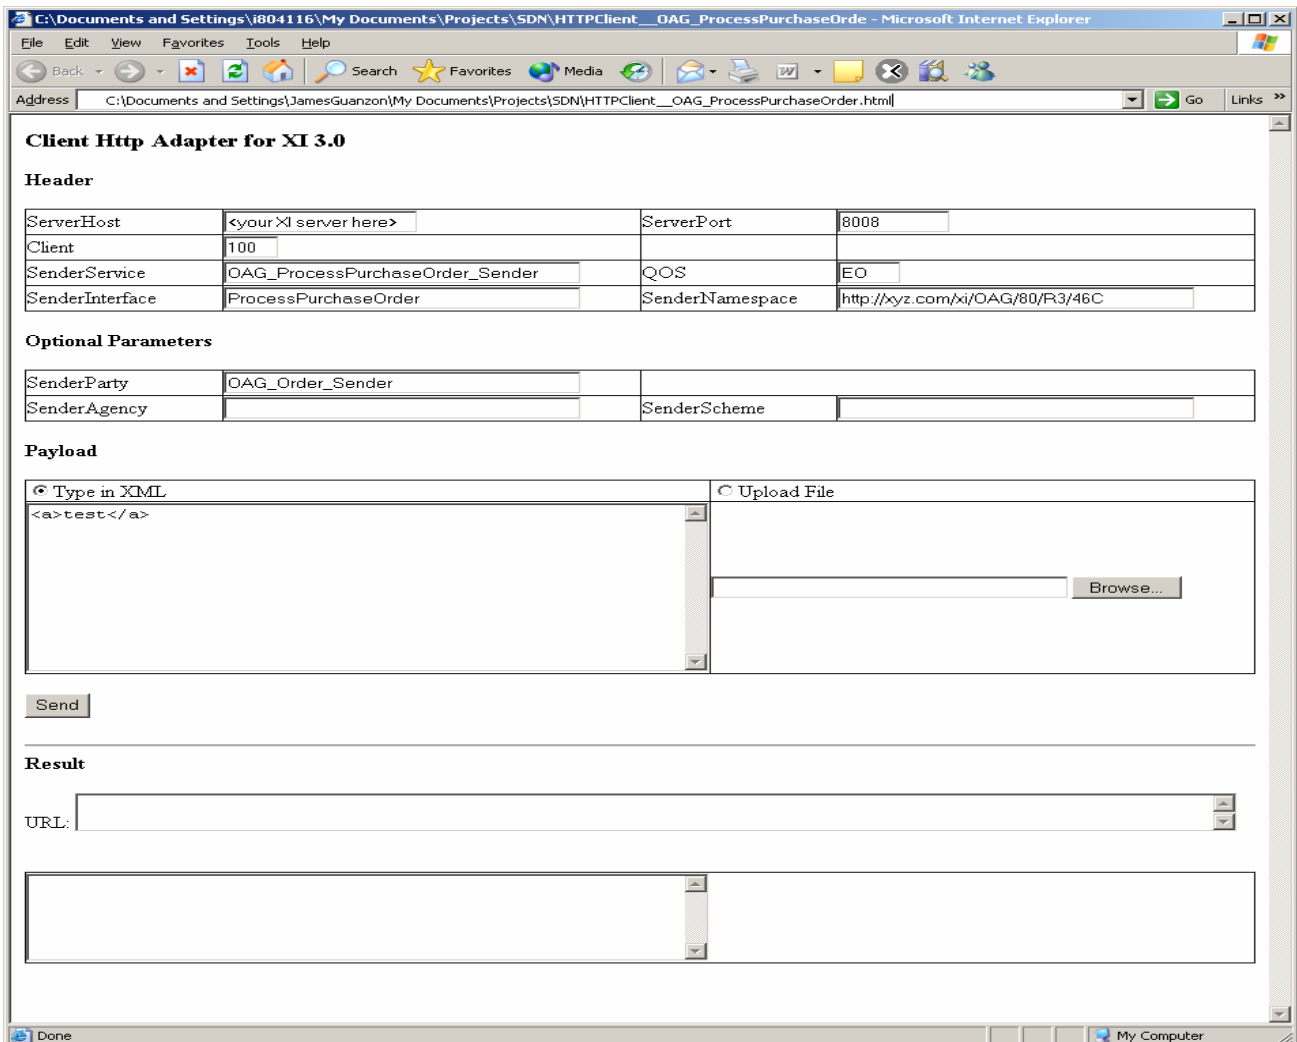 C:\Documents and Settings\i804116\My Documents\Projects\SDN\HTTPClient__OAG_ProcessPurchaseOrde - Microsoft Internet Explorer
File Edit View Favorites Tools Help
Back Search Favorites Media
Address C:\Documents and Settings\JamesGuanzon\My Documents\Projects\SDN\HTTPClient__OAG_ProcessPurchaseOrder.html Go Links »
Client Http Adapter for XI 3.0
Header
ServerHost <your XI server here> ServerPort 8008
Client 100
SenderService OAG_ProcessPurchaseOrder_Sender QOS EO
SenderInterface ProcessPurchaseOrder SenderNamespace http://xyz.com/xi/OAG/80/R3/46C
Optional Parameters
SenderParty OAG_Order_Sender
SenderAgency SenderScheme
Payload
Type in XML Upload File
<a>test</a>
Browse...
Send
Result
URL:
Done My Computer